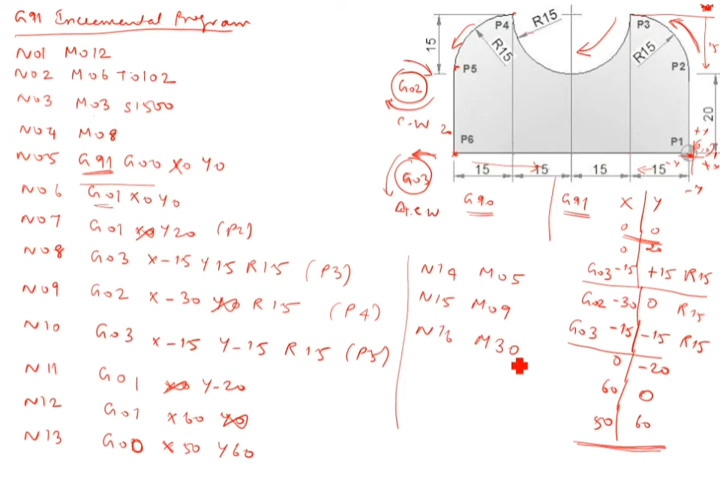 G91 Incremental Program
N01 M012
N02 M06 T0102
N03 M03 S1500
N04 M08
N05 G91 G00 X0 Y0
N06 G01 X0 Y0
N07 G01 X0 Y20 (P2)
N08 G03 X-15 Y15 R15 (P3)
N09 G02 X-30 Y0 R15 (P4)
N10 G03 X-15 Y-15 R15 (P5)
N11 G01 X0 Y-20
N12 G01 X60 Y0
N13 G00 X50 Y60
N14 M05
N15 M09
N16 M30
P4 R15 P3
15 R15 R15 15
P5 P2
G02
C.W
20
P6 P1
G03
A.C.W
15 15 15 15
+Y
-X +X
-Y
G90 G91 X Y
0 0
0 20
G03 -15 +15 R15
G02 -30 0 R15
G03 -15 -15 R15
0 -20
60 0
50 60